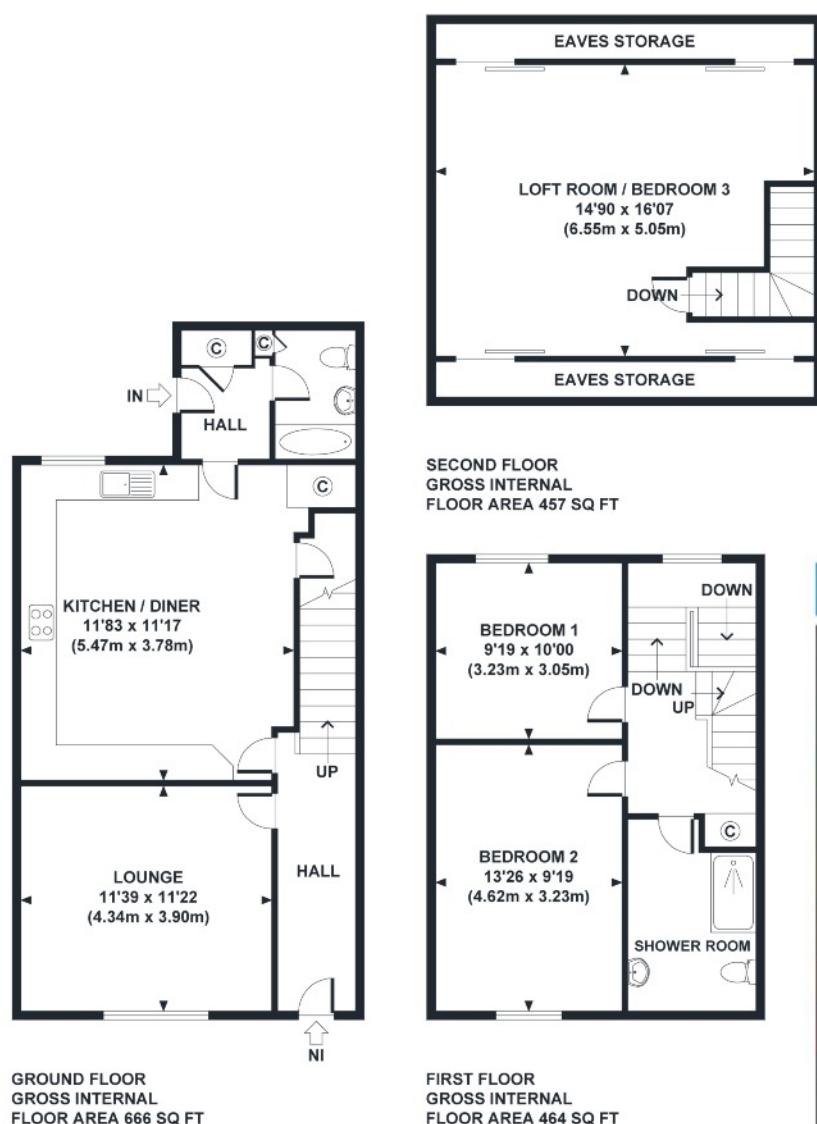 EAVES STORAGE
LOFT ROOM / BEDROOM 3
14'90 x 16'07
(6.55m x 5.05m)
DOWN
EAVES STORAGE
SECOND FLOOR
GROSS INTERNAL
FLOOR AREA 457 SQ FT
C
C
IN
HALL
C
KITCHEN / DINER
11'83 x 11'17
(5.47m x 3.78m)
UP
LOUNGE
11'39 x 11'22
(4.34m x 3.90m)
HALL
NI
GROUND FLOOR
GROSS INTERNAL
FLOOR AREA 666 SQ FT
DOWN
BEDROOM 1
9'19 x 10'00
(3.23m x 3.05m)
DOWN
UP
C
BEDROOM 2
13'26 x 9'19
(4.62m x 3.23m)
SHOWER ROOM
FIRST FLOOR
GROSS INTERNAL
FLOOR AREA 464 SQ FT